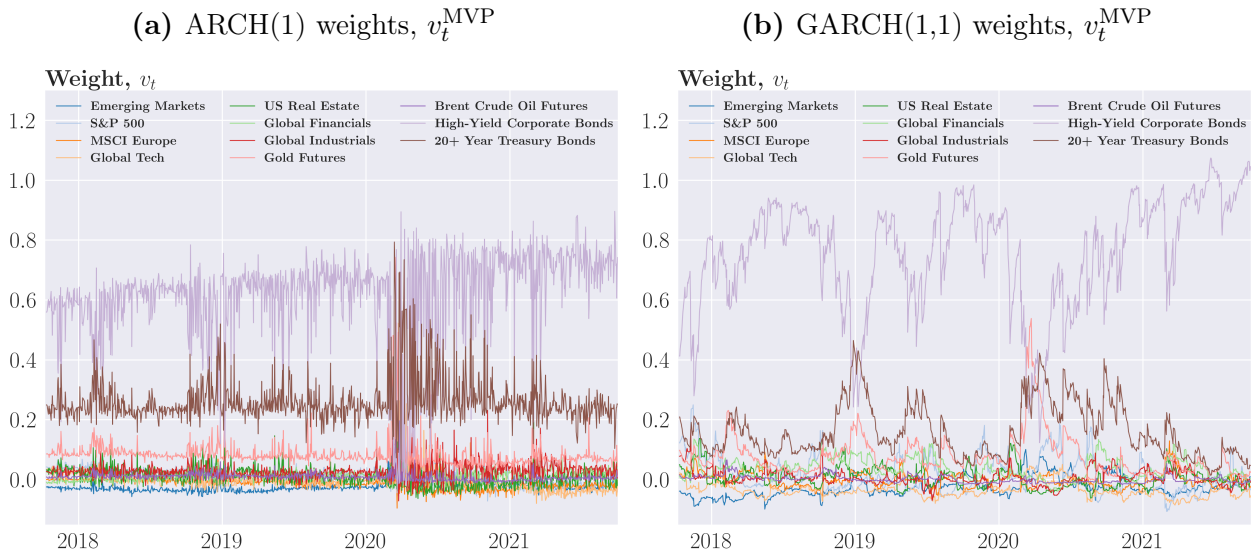 (a) ARCH(1) weights, v_t^MVP
Weight, v_t
Emerging Markets
S&P 500
MSCI Europe
Global Tech
US Real Estate
Global Financials
Global Industrials
Gold Futures
Brent Crude Oil Futures
High-Yield Corporate Bonds
20+ Year Treasury Bonds
1.2
1.0
0.8
0.6
0.4
0.2
0.0
2018 2019 2020 2021
(b) GARCH(1,1) weights, v_t^MVP
Weight, v_t
Emerging Markets
S&P 500
MSCI Europe
Global Tech
US Real Estate
Global Financials
Global Industrials
Gold Futures
Brent Crude Oil Futures
High-Yield Corporate Bonds
20+ Year Treasury Bonds
1.2
1.0
0.8
0.6
0.4
0.2
0.0
2018 2019 2020 2021